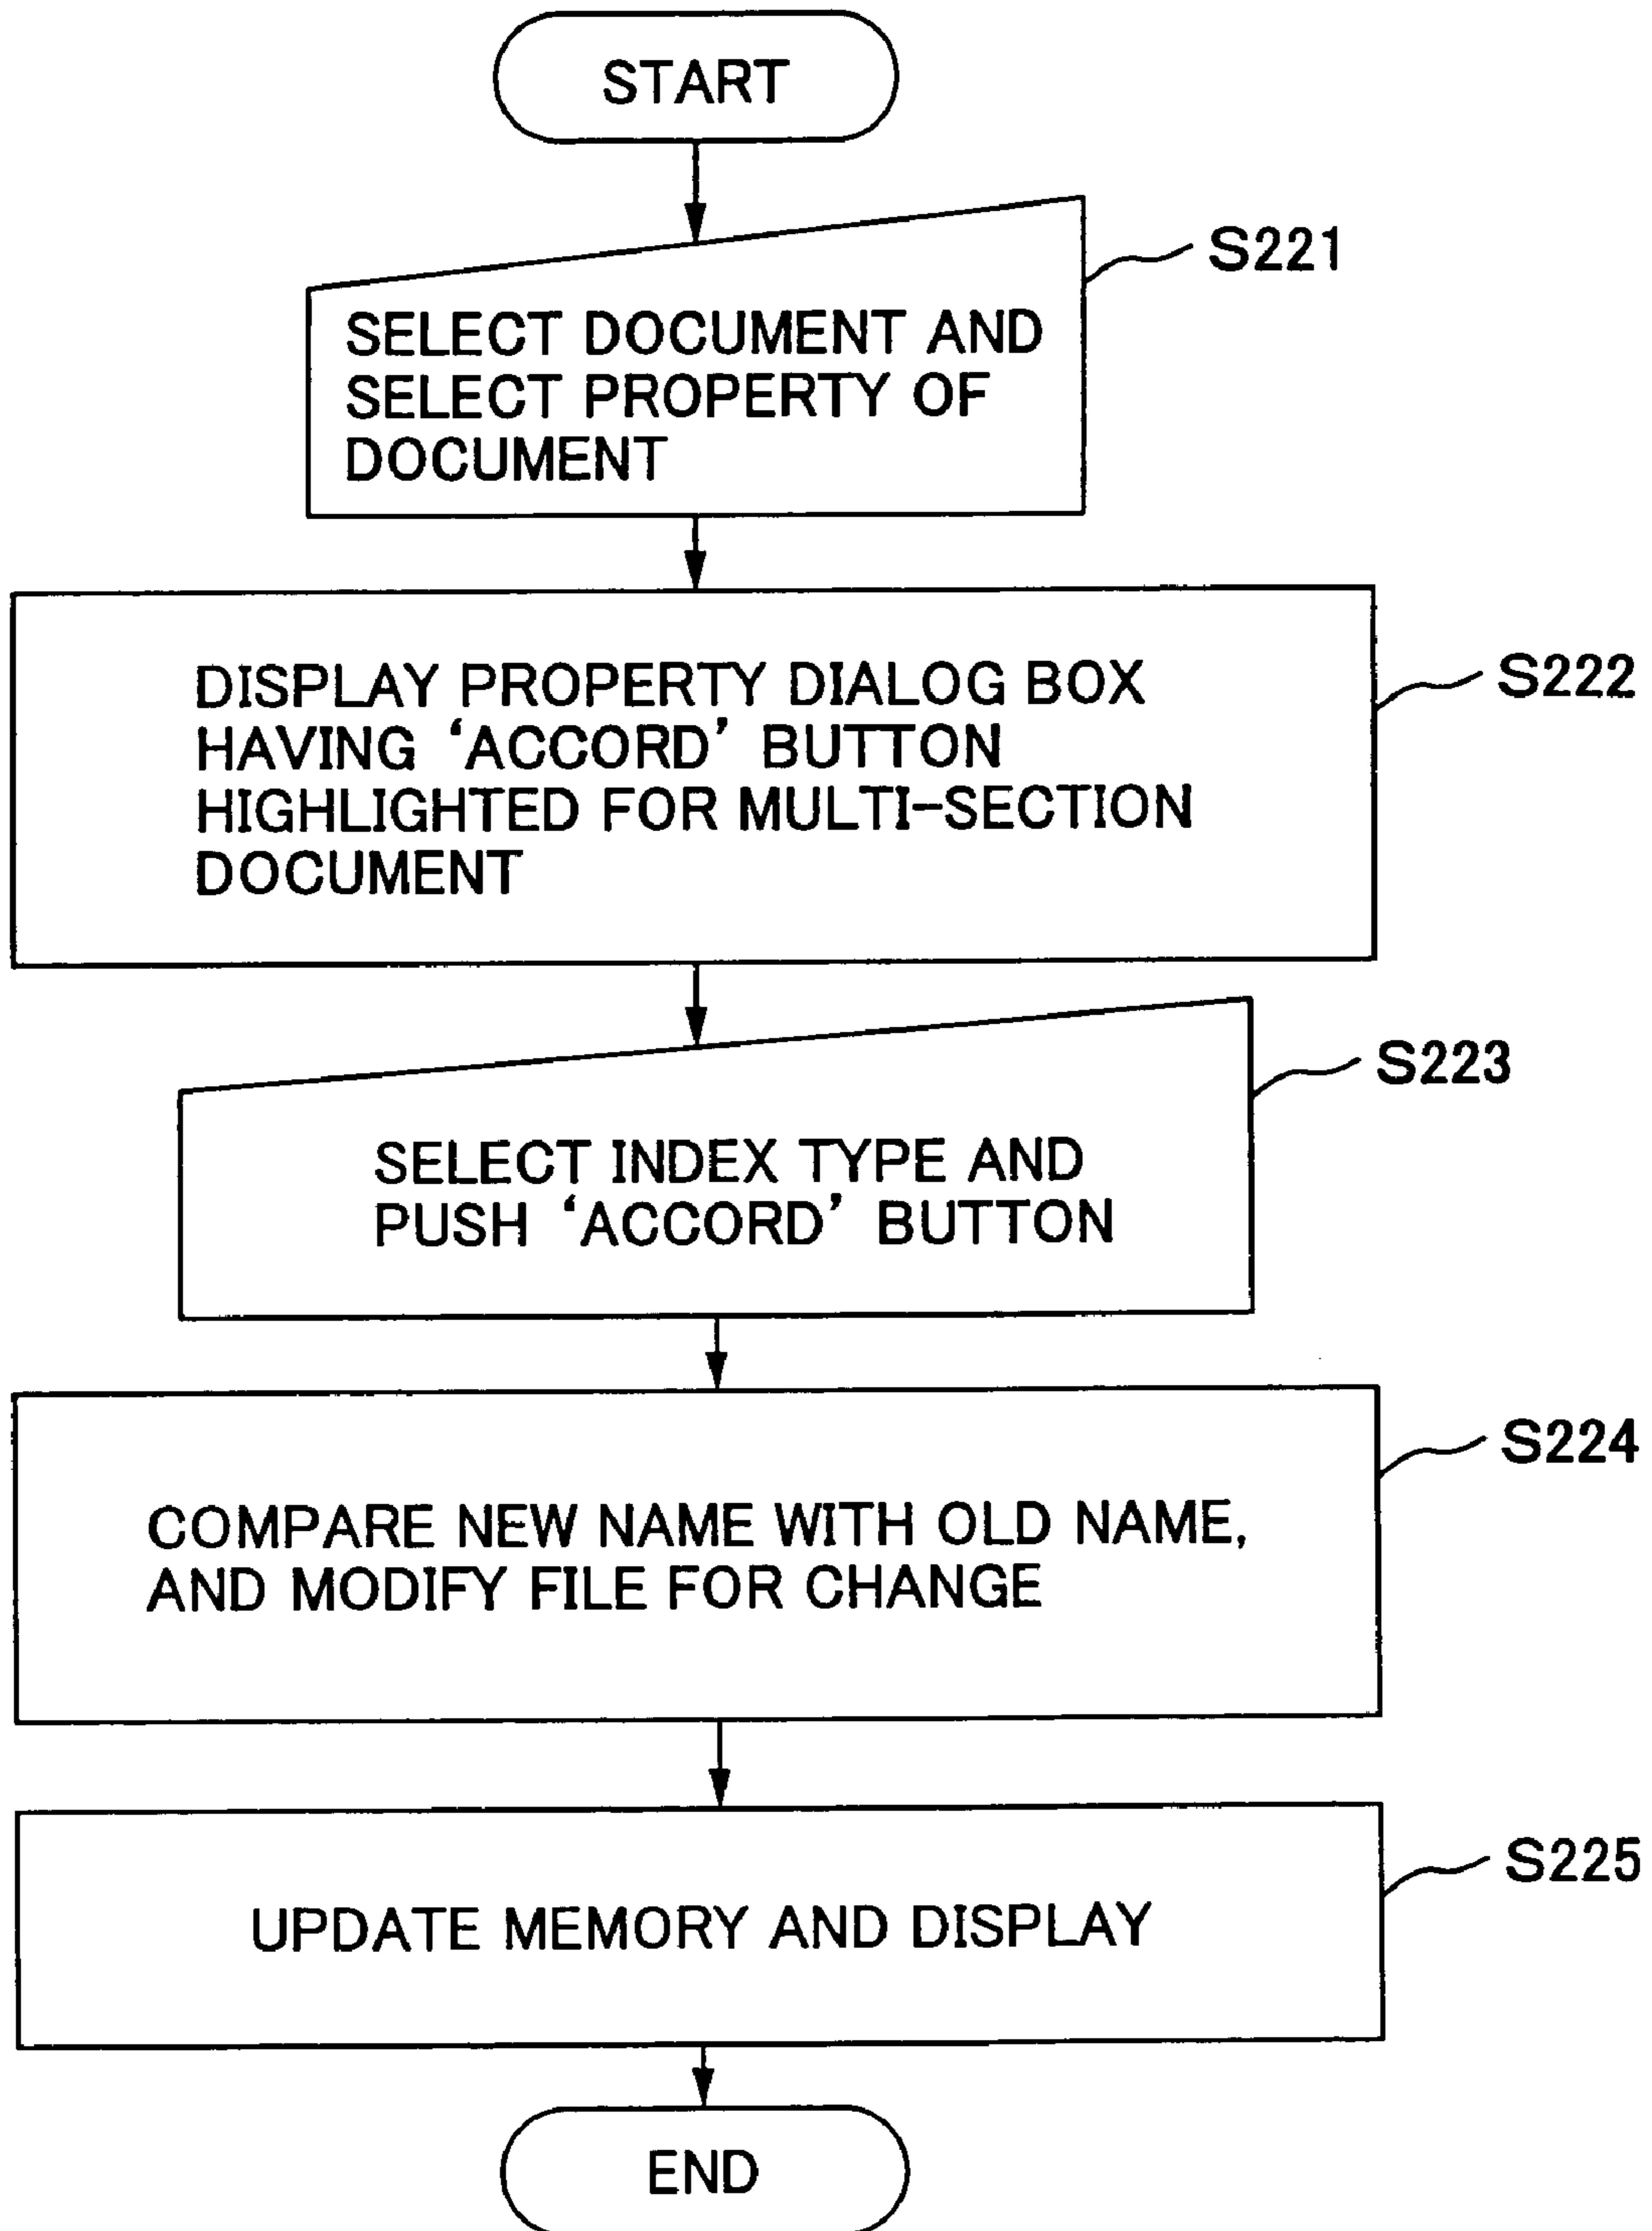 START
S221
SELECT DOCUMENT AND
SELECT PROPERTY OF
DOCUMENT
S222
DISPLAY PROPERTY DIALOG BOX
HAVING ‘ACCORD’ BUTTON
HIGHLIGHTED FOR MULTI-SECTION
DOCUMENT
S223
SELECT INDEX TYPE AND
PUSH ‘ACCORD’ BUTTON
S224
COMPARE NEW NAME WITH OLD NAME,
AND MODIFY FILE FOR CHANGE
S225
UPDATE MEMORY AND DISPLAY
END